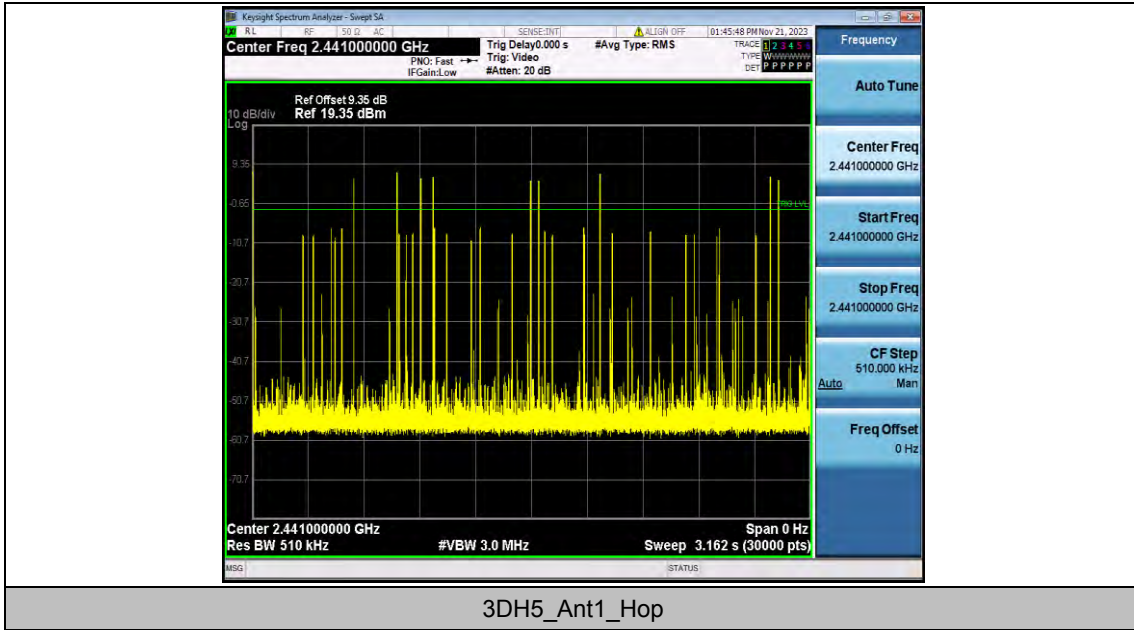 Keysight Spectrum Analyzer - Swept SA
RL RF 50 Ω AC SENSE:INT ALIGN OFF 01:45:48 PM Nov 21, 2023
Center Freq 2.441000000 GHz
PNO: Fast
IFGain:Low
Trig Delay0.000 s
Trig: Video
#Atten: 20 dB
#Avg Type: RMS
TRACE 1 2 3 4 5 6
TYPE W
DET P P P P P P
Ref Offset 9.35 dB
10 dB/div Ref 19.35 dBm
Log
9.35
-0.65
TRIG LVL
-10.7
-20.7
-30.7
-40.7
-50.7
-60.7
-70.7
Center 2.441000000 GHz Span 0 Hz
Res BW 510 kHz #VBW 3.0 MHz Sweep 3.162 s (30000 pts)
MSG STATUS
Frequency
Auto Tune
Center Freq
2.441000000 GHz
Start Freq
2.441000000 GHz
Stop Freq
2.441000000 GHz
CF Step
510.000 kHz
Auto Man
Freq Offset
0 Hz
3DH5_Ant1_Hop